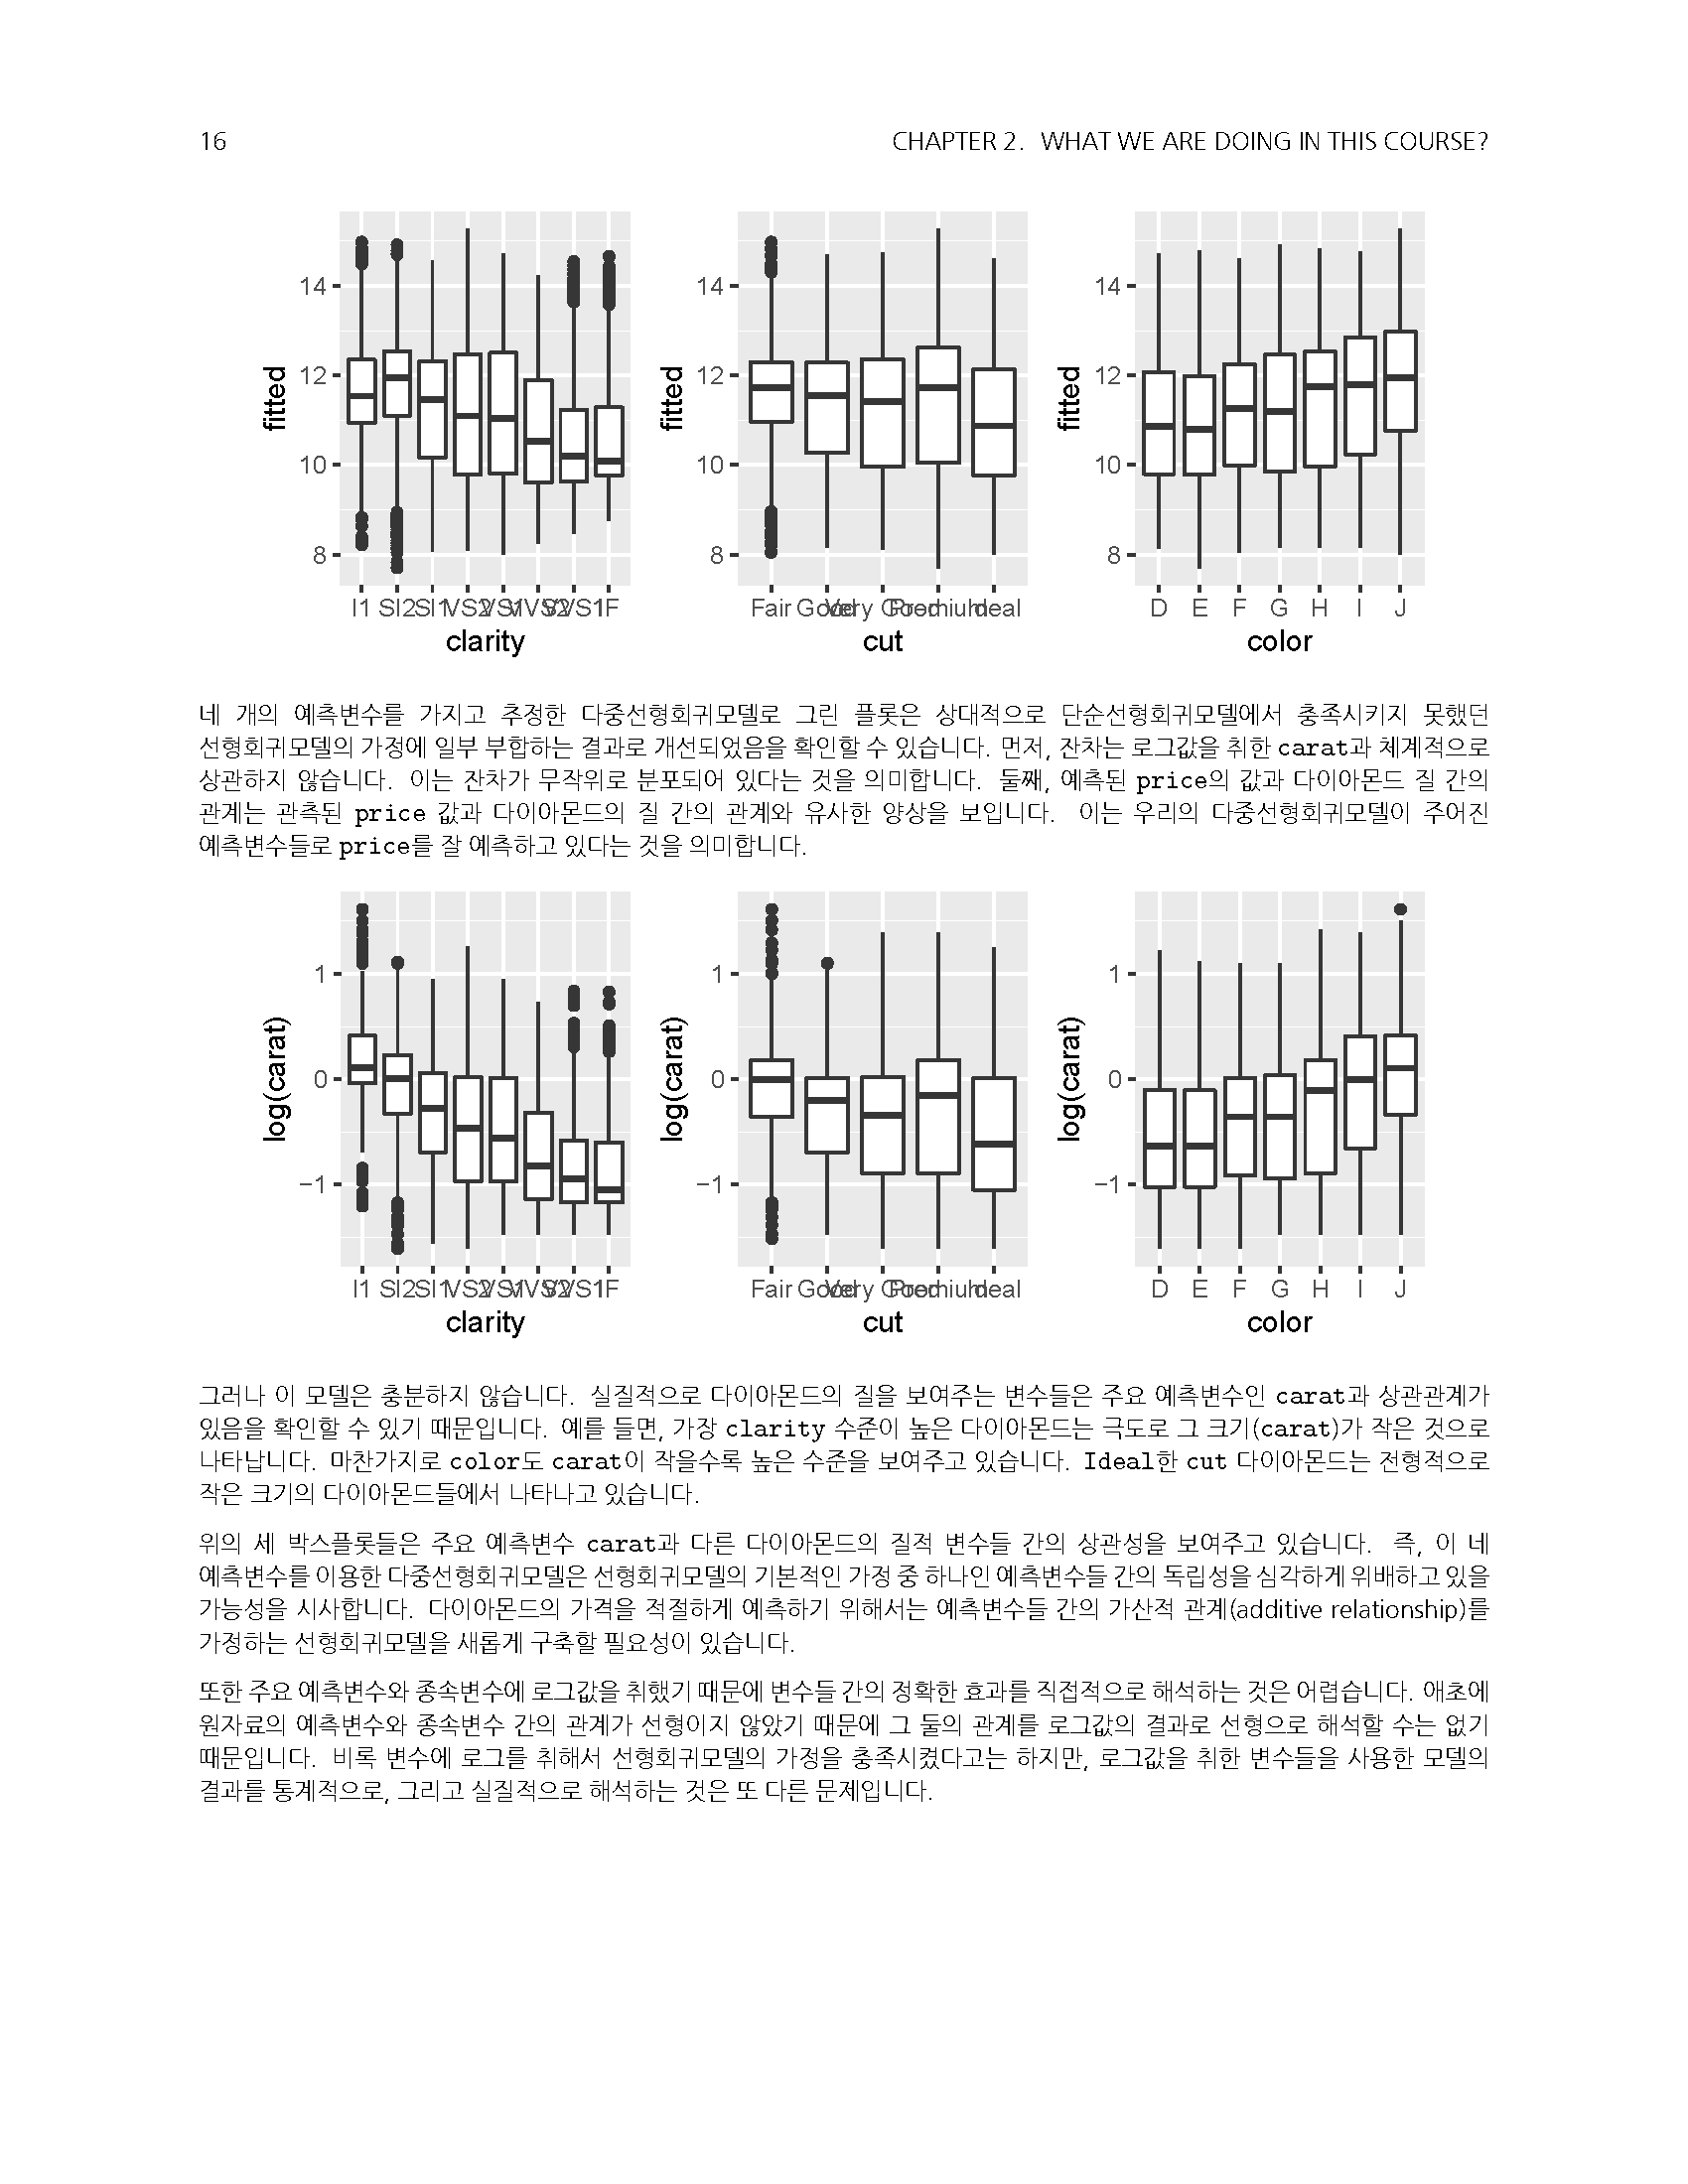 16 CHAPTER 2. WHAT WE ARE DOING IN THIS COURSE?
14
12
10
8
fitted
I1 SI2 SI1 VS2 VS1 VVS2 VVS1 IF
clarity
14
12
10
8
fitted
Fair Good Very Good Premium Ideal
cut
14
12
10
8
fitted
D E F G H I J
color
네 개의 예측변수를 가지고 추정한 다중선형회귀모델로 그린 플롯은 상대적으로 단순선형회귀모델에서 충족시키지 못했던
선형회귀모델의 가정에 일부 부합하는 결과로 개선되었음을 확인할 수 있습니다. 먼저, 잔차는 로그값을 취한 carat과 체계적으로
상관하지 않습니다. 이는 잔차가 무작위로 분포되어 있다는 것을 의미합니다. 둘째, 예측된 price의 값과 다이아몬드 질 간의
관계는 관측된 price 값과 다이아몬드의 질 간의 관계와 유사한 양상을 보입니다. 이는 우리의 다중선형회귀모델이 주어진
예측변수들로 price를 잘 예측하고 있다는 것을 의미합니다.
1
0
−1
log(carat)
I1 SI2 SI1 VS2 VS1 VVS2 VVS1 IF
clarity
1
0
−1
log(carat)
Fair Good Very Good Premium Ideal
cut
1
0
−1
log(carat)
D E F G H I J
color
그러나 이 모델은 충분하지 않습니다. 실질적으로 다이아몬드의 질을 보여주는 변수들은 주요 예측변수인 carat과 상관관계가
있음을 확인할 수 있기 때문입니다. 예를 들면, 가장 clarity 수준이 높은 다이아몬드는 극도로 그 크기(carat)가 작은 것으로
나타납니다. 마찬가지로 color도 carat이 작을수록 높은 수준을 보여주고 있습니다. Ideal한 cut 다이아몬드는 전형적으로
작은 크기의 다이아몬드들에서 나타나고 있습니다.
위의 세 박스플롯들은 주요 예측변수 carat과 다른 다이아몬드의 질적 변수들 간의 상관성을 보여주고 있습니다. 즉, 이 네
예측변수를 이용한 다중선형회귀모델은 선형회귀모델의 기본적인 가정 중 하나인 예측변수들 간의 독립성을 심각하게 위배하고 있을
가능성을 시사합니다. 다이아몬드의 가격을 적절하게 예측하기 위해서는 예측변수들 간의 가산적 관계(additive relationship)를
가정하는 선형회귀모델을 새롭게 구축할 필요성이 있습니다.
또한 주요 예측변수와 종속변수에 로그값을 취했기 때문에 변수들 간의 정확한 효과를 직접적으로 해석하는 것은 어렵습니다. 애초에
원자료의 예측변수와 종속변수 간의 관계가 선형이지 않았기 때문에 그 둘의 관계를 로그값의 결과로 선형으로 해석할 수는 없기
때문입니다. 비록 변수에 로그를 취해서 선형회귀모델의 가정을 충족시켰다고는 하지만, 로그값을 취한 변수들을 사용한 모델의
결과를 통계적으로, 그리고 실질적으로 해석하는 것은 또 다른 문제입니다.